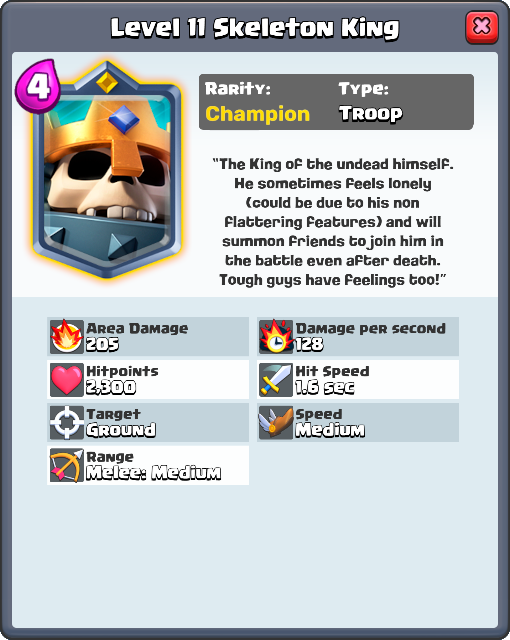 Level 11 Skeleton King
4
Rarity:
Type:
Champion
Troop
"The King of the undead himself.
He sometimes feels lonely
(could be due to his non
flattering features) and will
summon friends to join him in
the battle even after death.
Tough guys have feelings too!"
Area Damage
205
Damage per second
128
Hitpoints
2,300
Hit Speed
1.6 sec
Target
Ground
Speed
Medium
Range
Melee: Medium